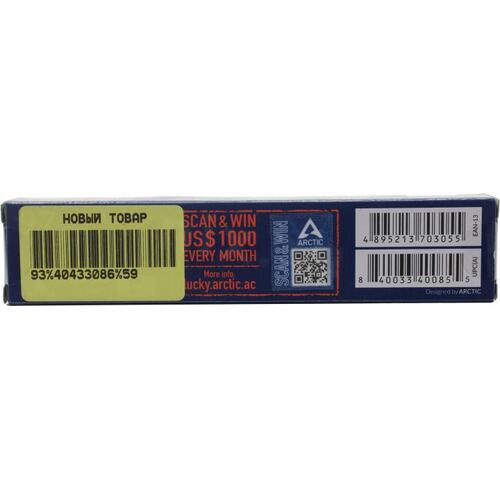 НОВЫЙ ТОВАР
93%40433086%59
SCAN & WIN
US$1000
EVERY MONTH
More info
lucky.arctic.ac
ARCTIC
SCAN & WIN
4 895213 703055
EAN-13
8 40033 40085 5
UPC(A)
Designed by ARCTIC